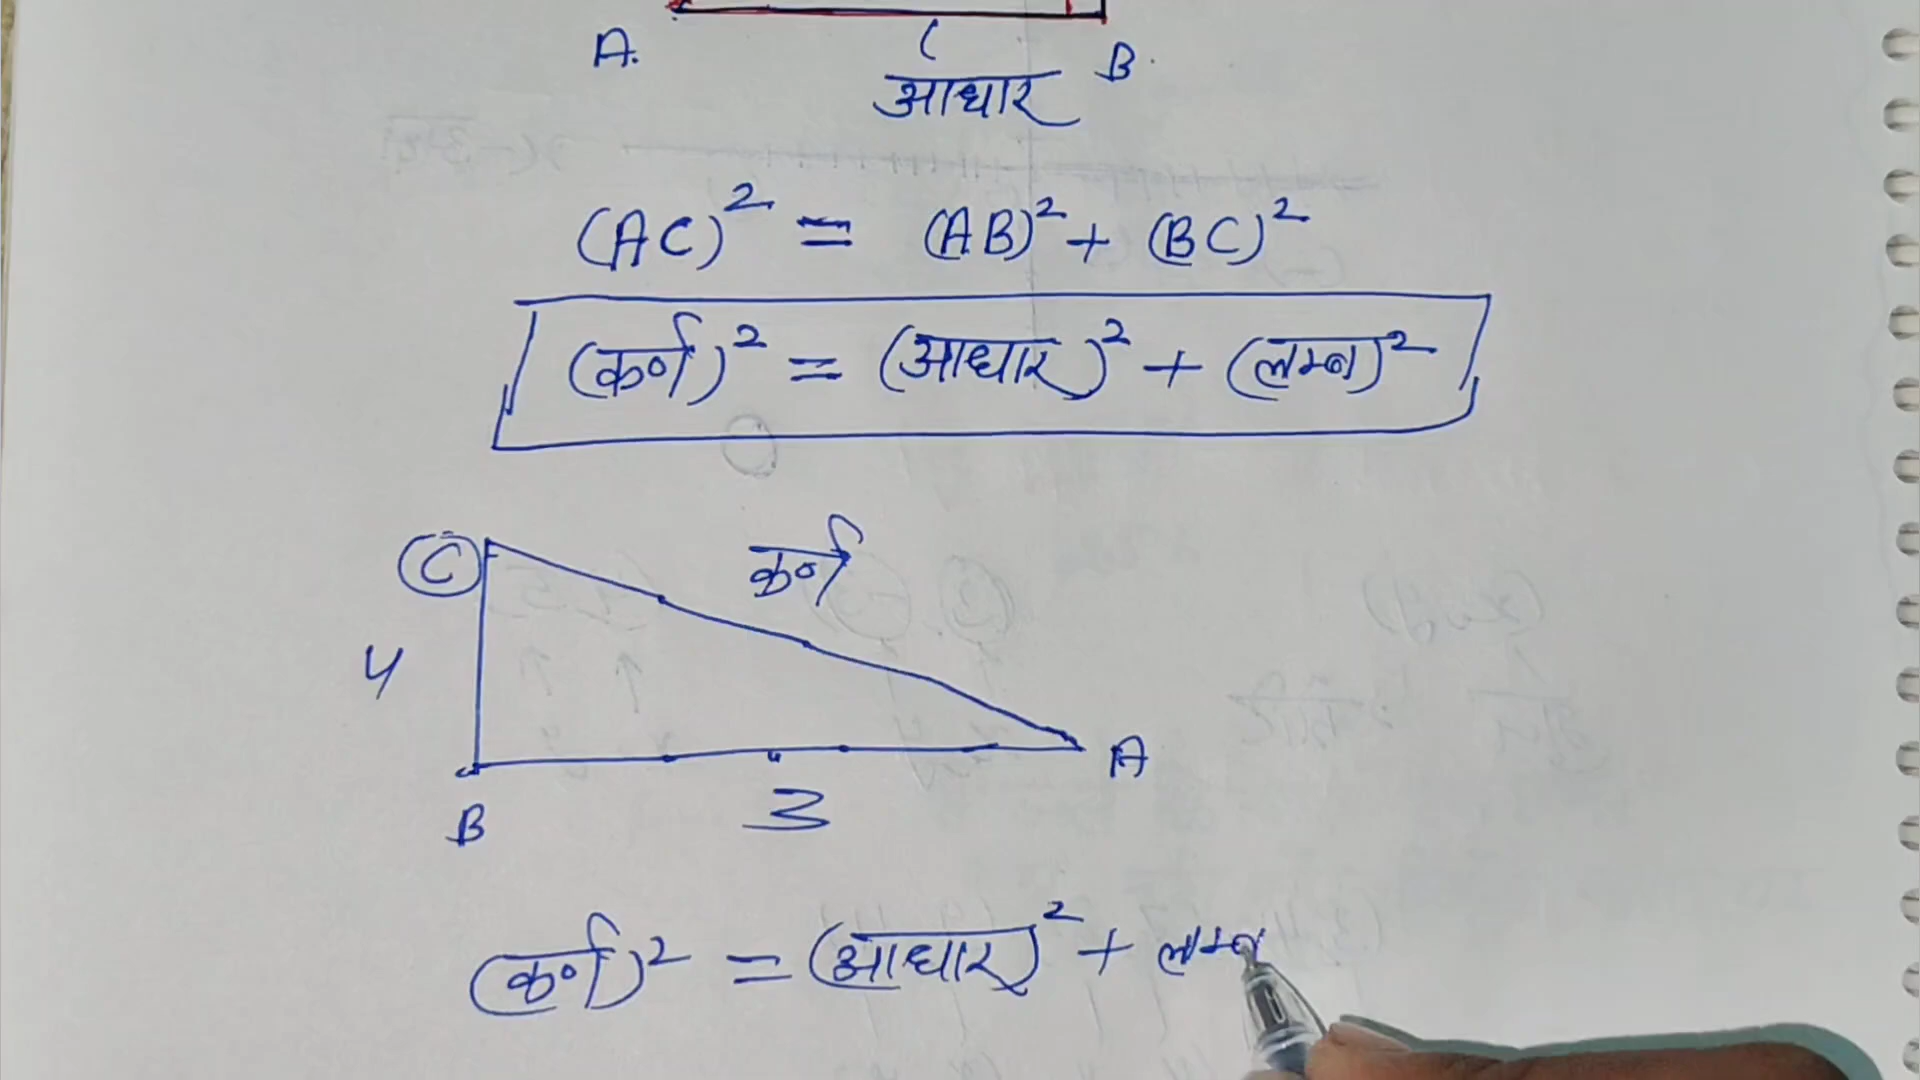 A. C B.
आधार
(AC)² = (AB)² + (BC)²
(कर्ण)² = (आधार)² + (लम्ब)²
C कर्ण
4
A
3
B
(कर्ण)² = (आधार)² + लम्ब